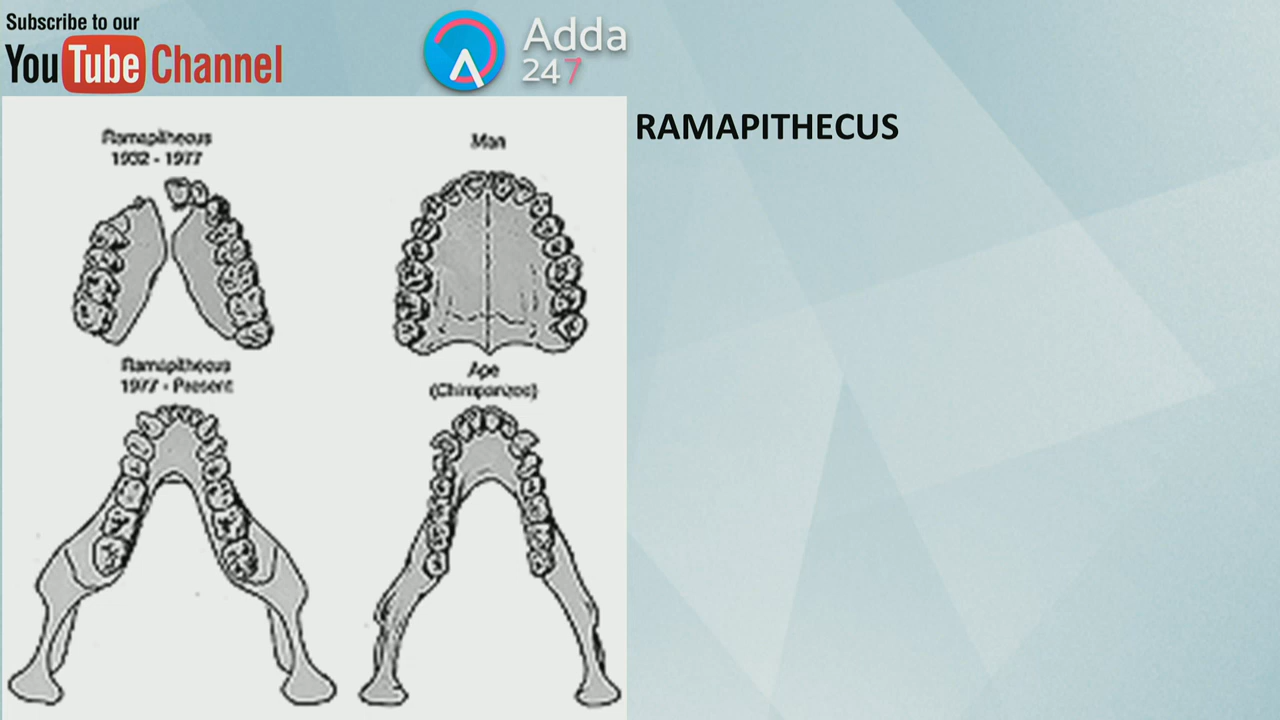 Subscribe to our
YouTube Channel
Adda
247
RAMAPITHECUS
Ramapithecus
1932 - 1977
Man
Ramapithecus
1977 - Present
Ape
(Chimpanzee)